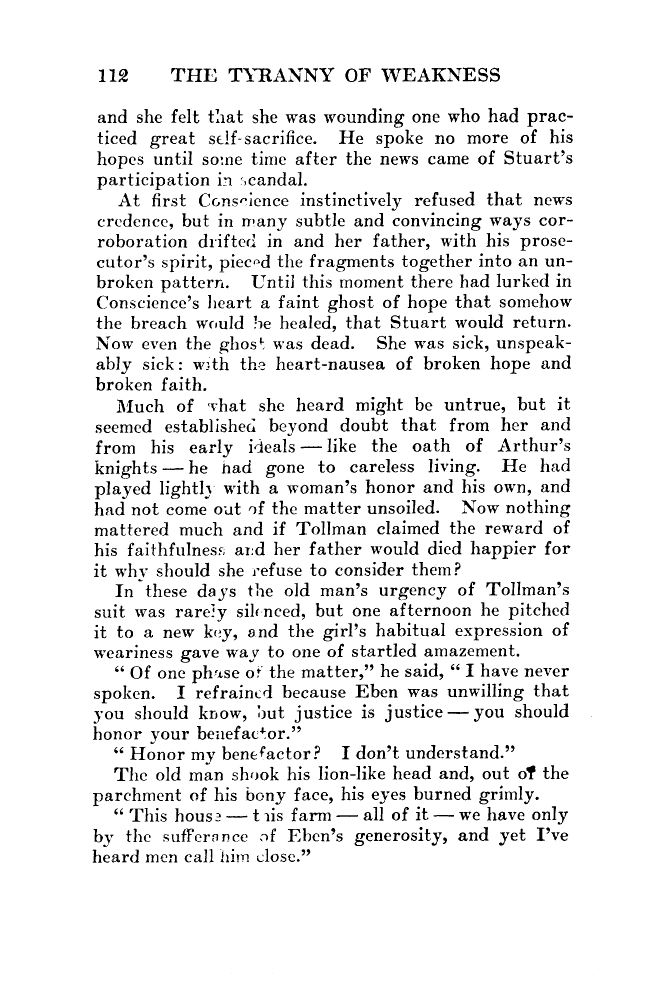 112 THE TYRANNY OF WEAKNESS
and she felt that she was wounding one who had prac-
ticed great self-sacrifice. He spoke no more of his
hopes until some time after the news came of Stuart's
participation in scandal.
At first Conscience instinctively refused that news
credence, but in many subtle and convincing ways cor-
roboration drifted in and her father, with his prose-
cutor's spirit, pieced the fragments together into an un-
broken pattern. Until this moment there had lurked in
Conscience's heart a faint ghost of hope that somehow
the breach would be healed, that Stuart would return.
Now even the ghost was dead. She was sick, unspeak-
ably sick: with the heart-nausea of broken hope and
broken faith.
Much of what she heard might be untrue, but it
seemed established beyond doubt that from her and
from his early ideals — like the oath of Arthur's
knights — he had gone to careless living. He had
played lightly with a woman's honor and his own, and
had not come out of the matter unsoiled. Now nothing
mattered much and if Tollman claimed the reward of
his faithfulness and her father would died happier for
it why should she refuse to consider them?
In these days the old man's urgency of Tollman's
suit was rarely silenced, but one afternoon he pitched
it to a new key, and the girl's habitual expression of
weariness gave way to one of startled amazement.
" Of one phase of the matter," he said, " I have never
spoken. I refrained because Eben was unwilling that
you should know, but justice is justice — you should
honor your benefactor."
" Honor my benefactor? I don't understand."
The old man shook his lion-like head and, out of the
parchment of his bony face, his eyes burned grimly.
" This house — this farm — all of it — we have only
by the sufferance of Eben's generosity, and yet I've
heard men call him close."